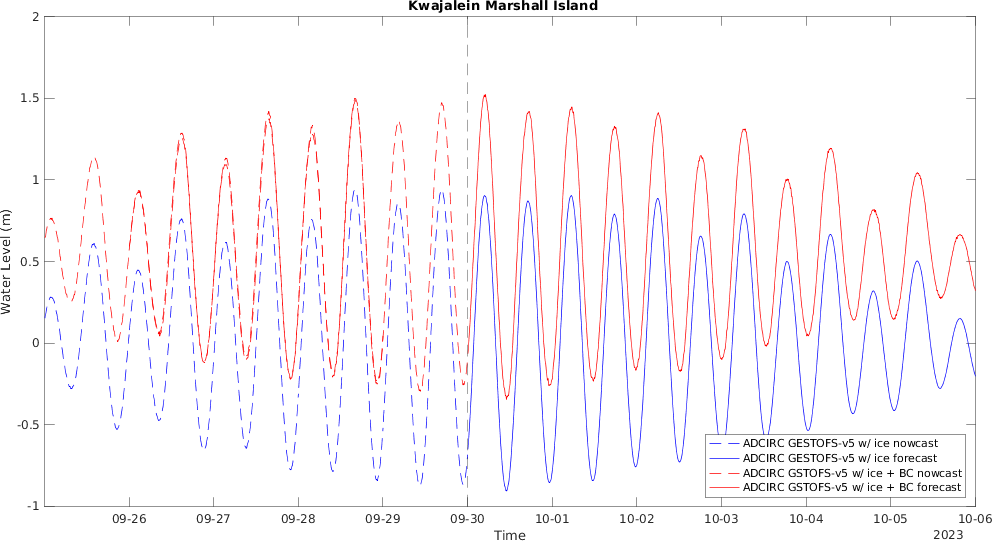 Kwajalein Marshall Island
2
1.5
1
0.5
0
-0.5
-1
Water Level (m)
ADCIRC GESTOFS-v5 w/ ice nowcast
ADCIRC GESTOFS-v5 w/ ice forecast
ADCIRC GSTOFS-v5 w/ ice + BC nowcast
ADCIRC GSTOFS-v5 w/ ice + BC forecast
09-26 09-27 09-28 09-29 09-30 10-01 10-02 10-03 10-04 10-05 10-06
Time
2023